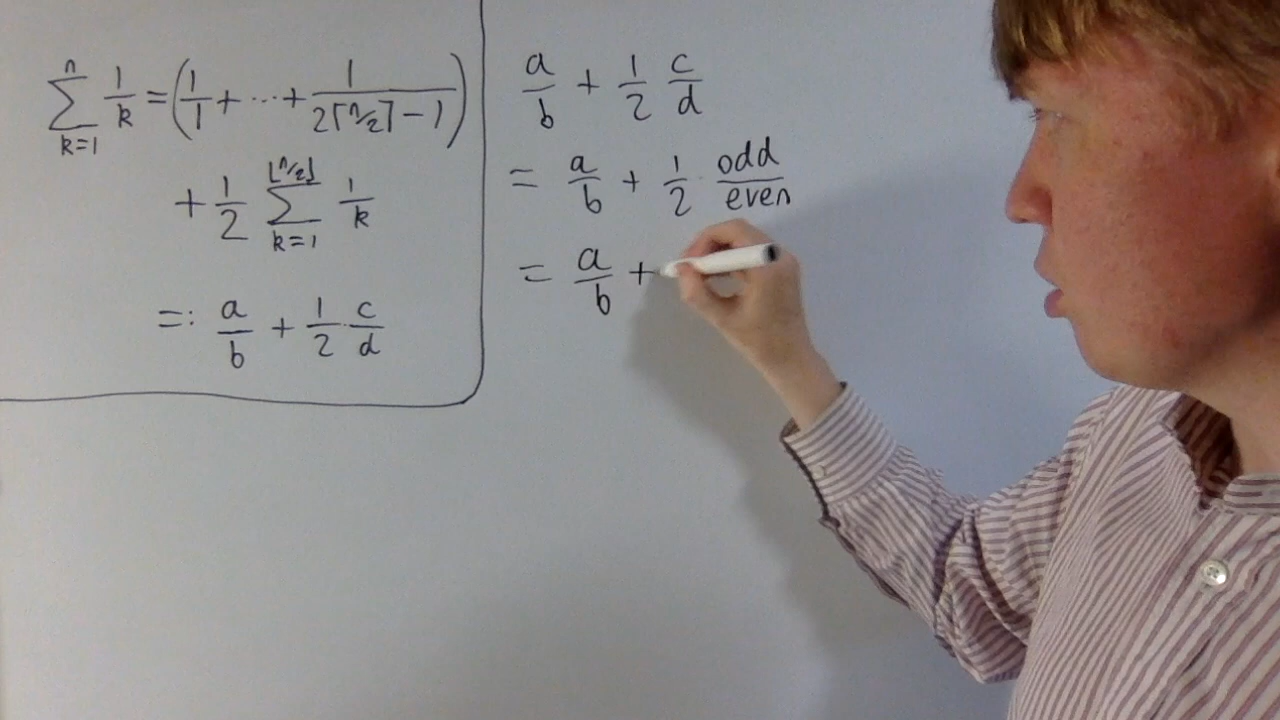 ∑_{k=1}^{n} 1/k = (1/1 + ⋯ + 1/(2⌈n/2⌉ − 1))
+ 1/2 ∑_{k=1}^{⌊n/2⌋} 1/k
=: a/b + 1/2 · c/d
a/b + 1/2 c/d
= a/b + 1/2 · odd/even
= a/b +